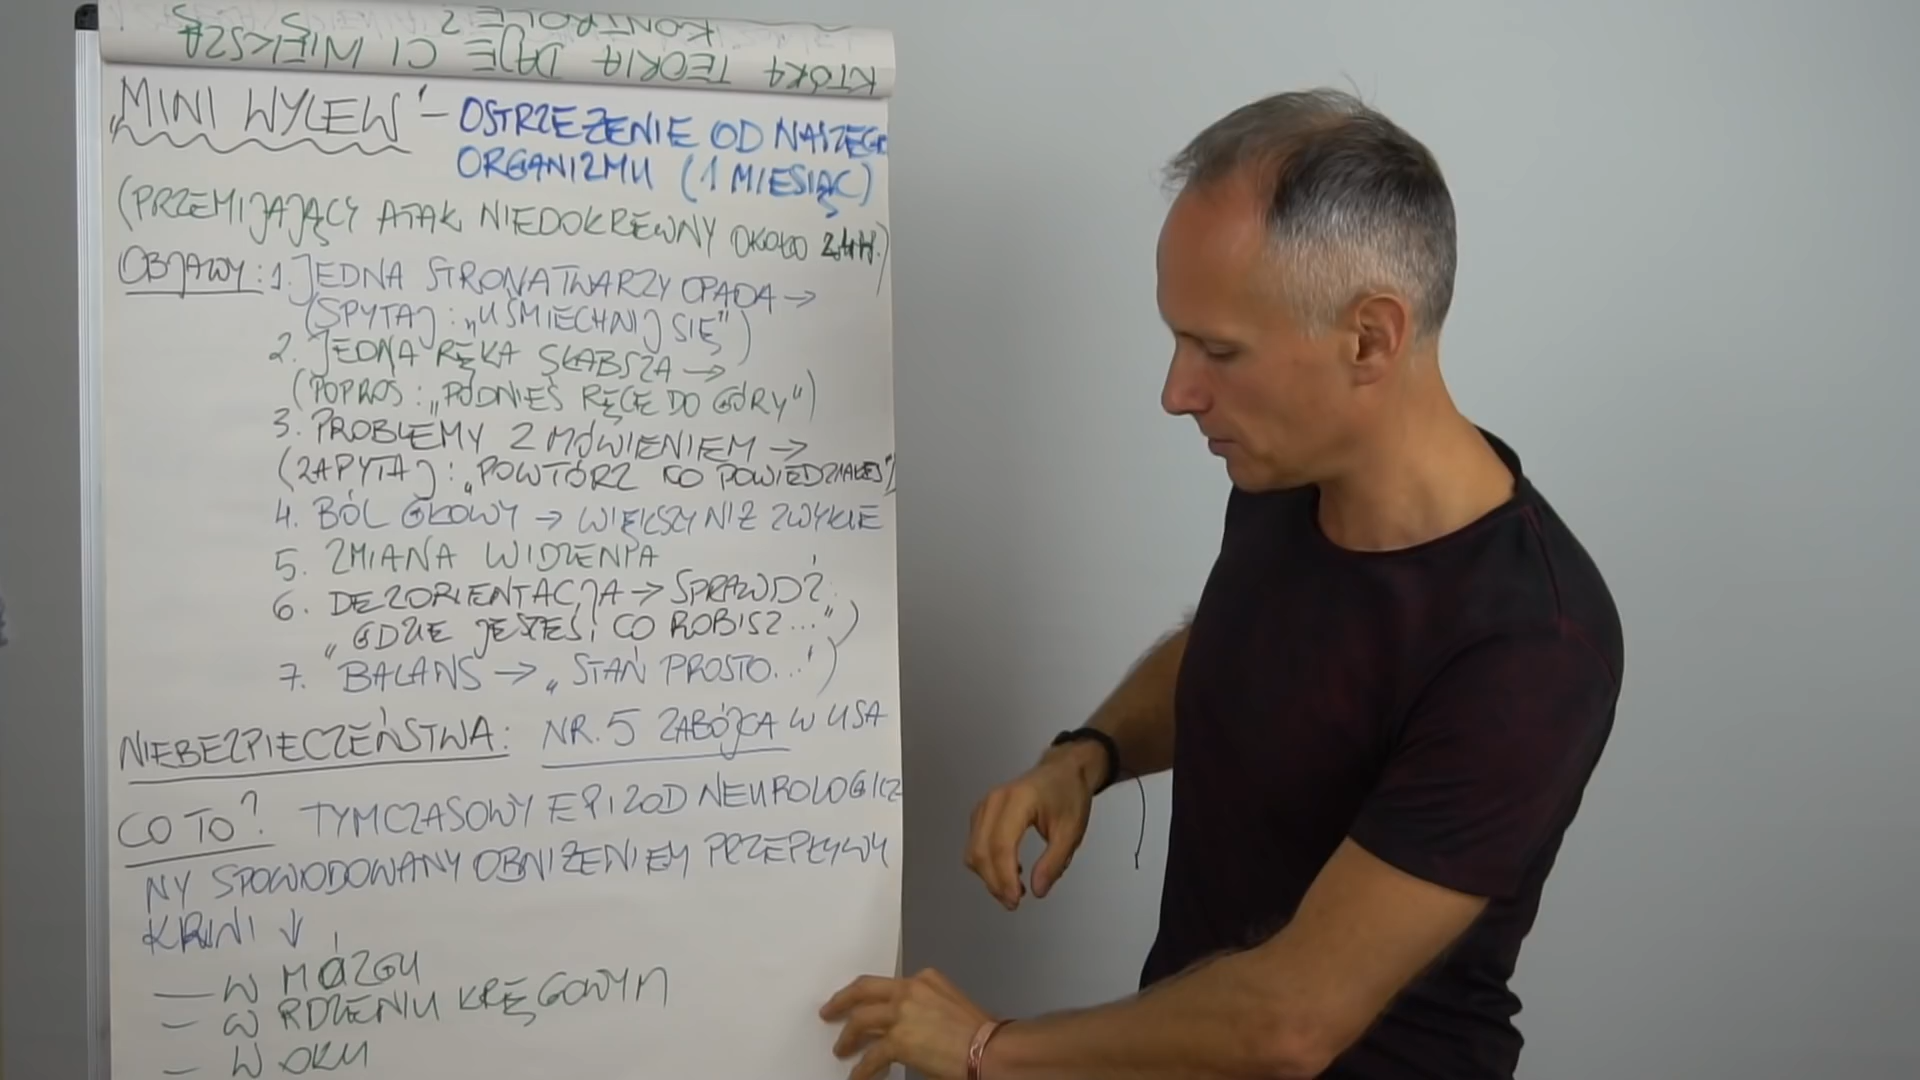 KTÓRA TEORIA DAJE CI WIĘKSZĄ
KONTROLĘ?
„MINI WYLEW" – OSTRZEŻENIE OD NASZEGO
ORGANIZMU (1 MIESIĄC)
(PRZEMIJAJĄCY ATAK NIEDOKREWNY OKOŁO 24H.)
OBJAWY: 1. JEDNA STRONA TWARZY OPADA →
(SPYTAJ: „UŚMIECHNIJ SIĘ")
2. JEDNA RĘKA SŁABSZA →
(POPROŚ: „PODNIEŚ RĘCE DO GÓRY")
3. PROBLEMY Z MÓWIENIEM →
(ZAPYTAJ: „POWTÓRZ CO POWIEDZIAŁEŚ")
4. BÓL GŁOWY → WIĘKSZY NIŻ ZWYKLE
5. ZMIANA WIDZENIA
6. DEZORIENTACJA → SPRAWDŹ:
„GDZIE JESTEŚ, CO ROBISZ...")
7. BALANS → „STAŃ PROSTO...")
NIEBEZPIECZEŃSTWA: NR. 5 ZABÓJCA W USA
CO TO? TYMCZASOWY EPIZOD NEUROLOGICZ
NY SPOWODOWANY OBNIŻENIEM PRZEPŁYWY
KRWI ↓
— W MÓZGU
— W RDZENIU KRĘGOWYM
— W OKU